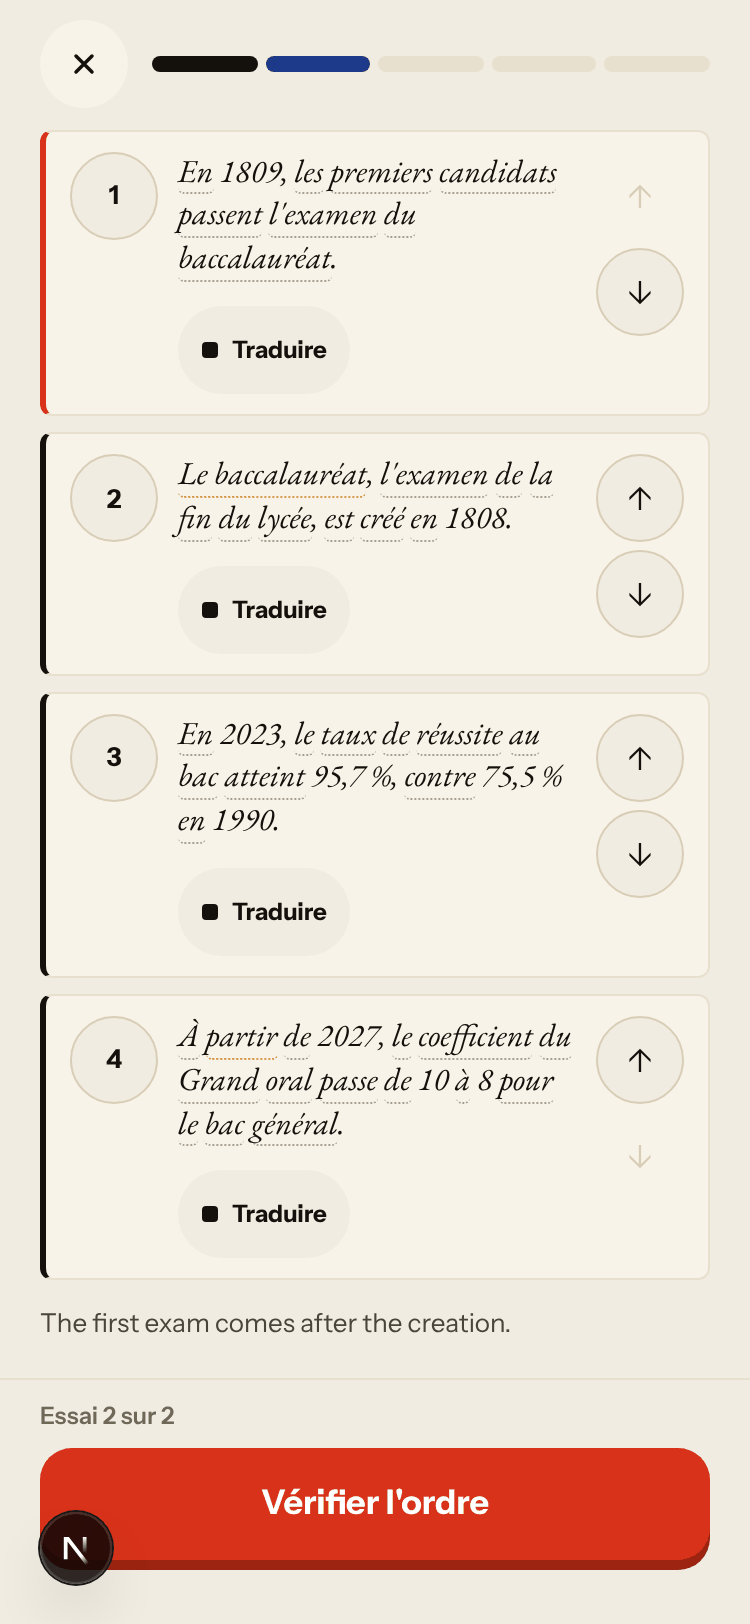 1
En 1809, les premiers candidats
passent l'examen du
baccalauréat.
Traduire
2
Le baccalauréat, l'examen de la
fin du lycée, est créé en 1808.
Traduire
3
En 2023, le taux de réussite au
bac atteint 95,7 %, contre 75,5 %
en 1990.
Traduire
4
À partir de 2027, le coefficient du
Grand oral passe de 10 à 8 pour
le bac général.
Traduire
The first exam comes after the creation.
Essai 2 sur 2
Vérifier l'ordre
N